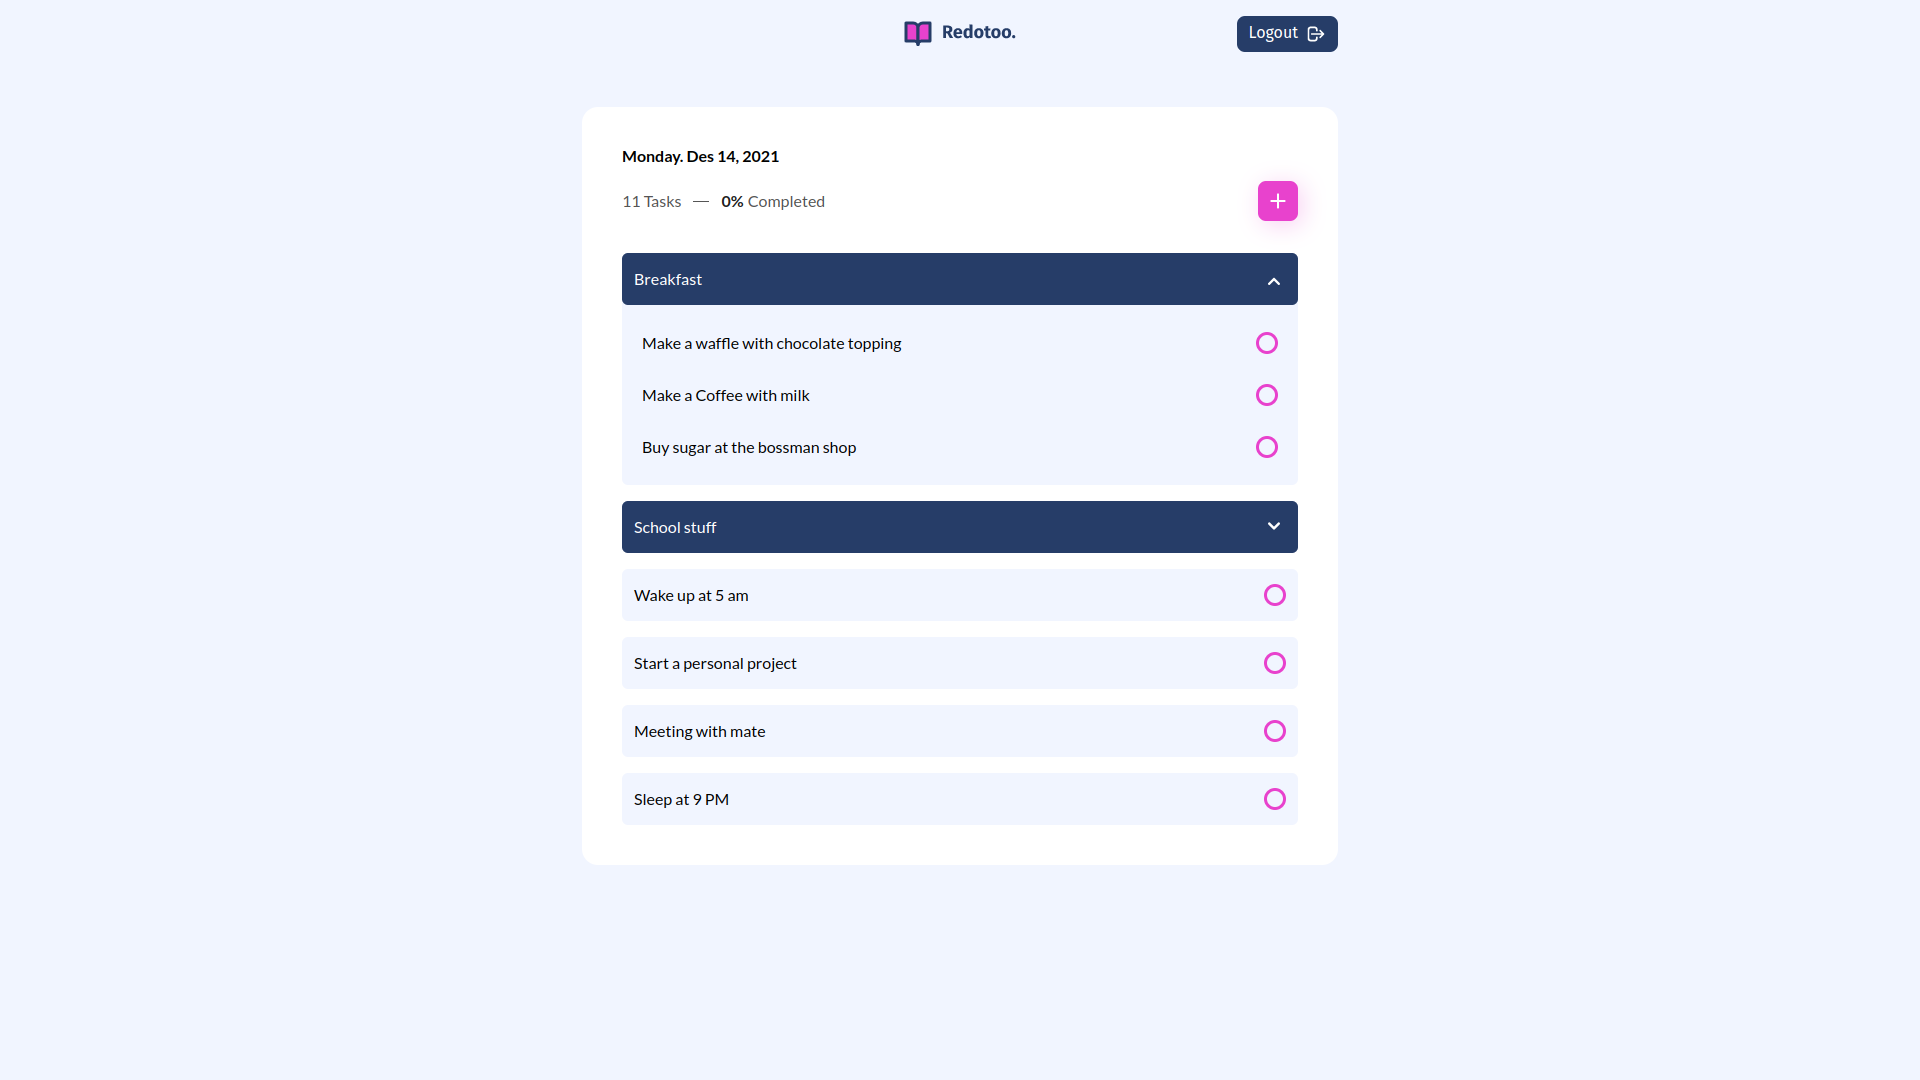 Redotoo.
Logout
Monday. Des 14, 2021
11 Tasks — 0% Completed
Breakfast
Make a waffle with chocolate topping
Make a Coffee with milk
Buy sugar at the bossman shop
School stuff
Wake up at 5 am
Start a personal project
Meeting with mate
Sleep at 9 PM